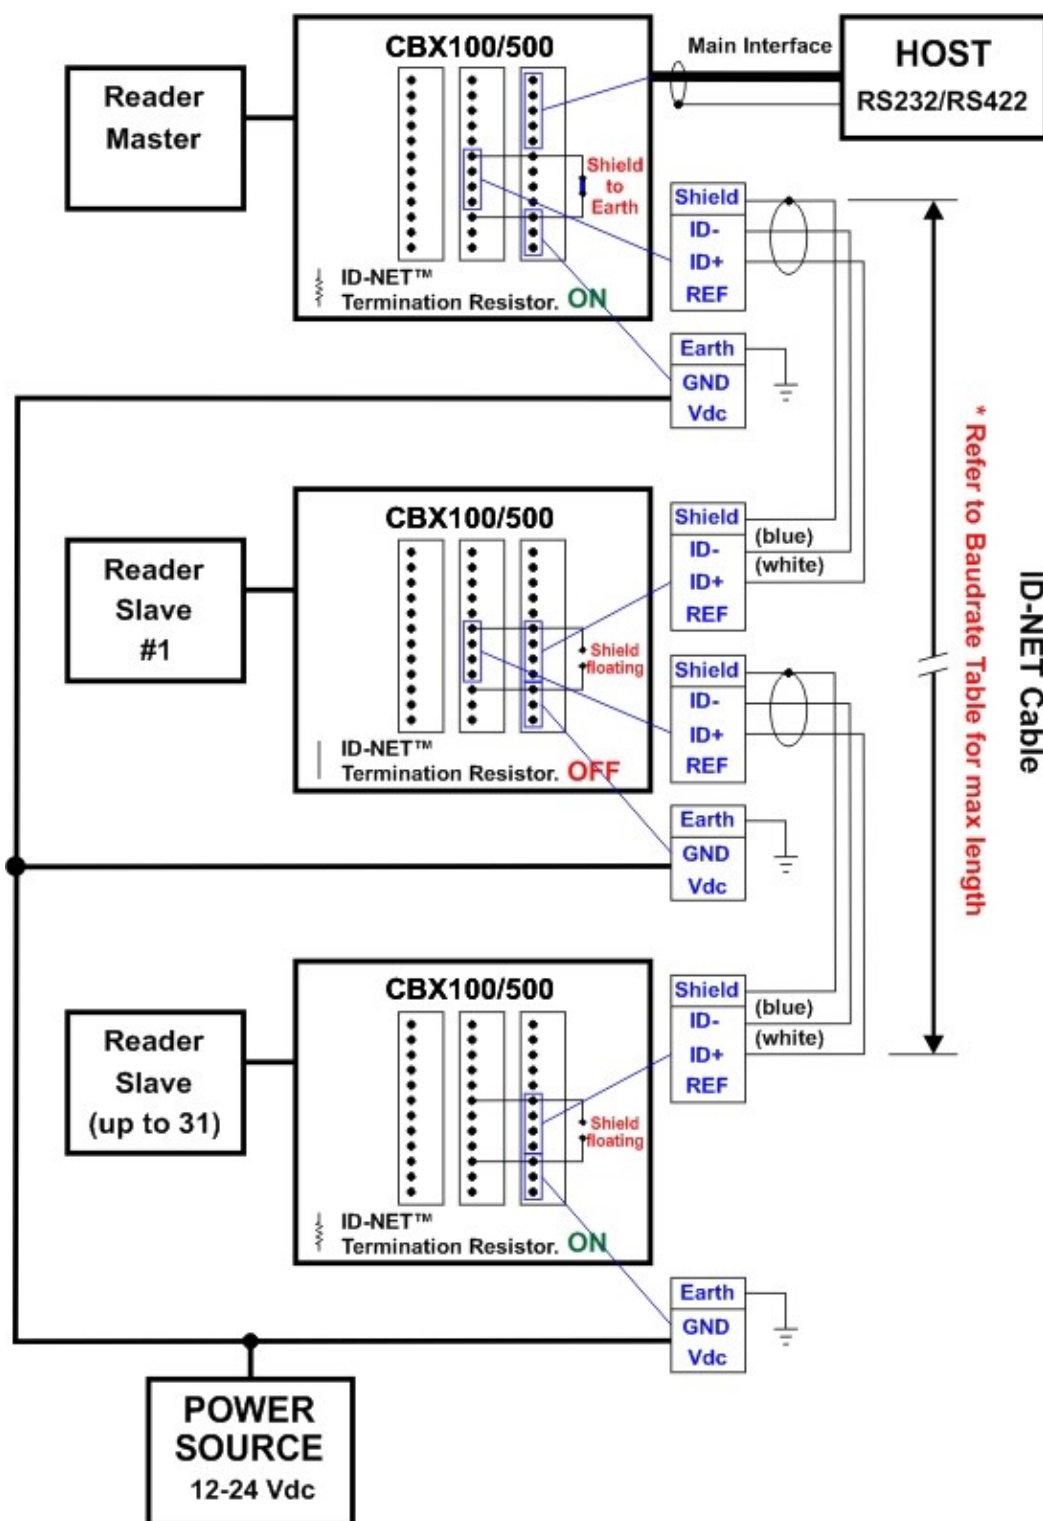 CBX100/500
Reader
Master
Main Interface
HOST
RS232/RS422
Shield
to
Earth
ID-NET™
Termination Resistor. ON
Shield
ID-
ID+
REF
Earth
GND
Vdc
CBX100/500
Reader
Slave
#1
Shield
floating
ID-NET™
Termination Resistor. OFF
Shield
ID-
(blue)
ID+
(white)
REF
Shield
ID-
ID+
REF
Earth
GND
Vdc
* Refer to Baudrate Table for max length
ID-NET Cable
CBX100/500
Reader
Slave
(up to 31)
Shield
floating
ID-NET™
Termination Resistor. ON
Shield
ID-
(blue)
ID+
(white)
REF
Earth
GND
Vdc
POWER
SOURCE
12-24 Vdc